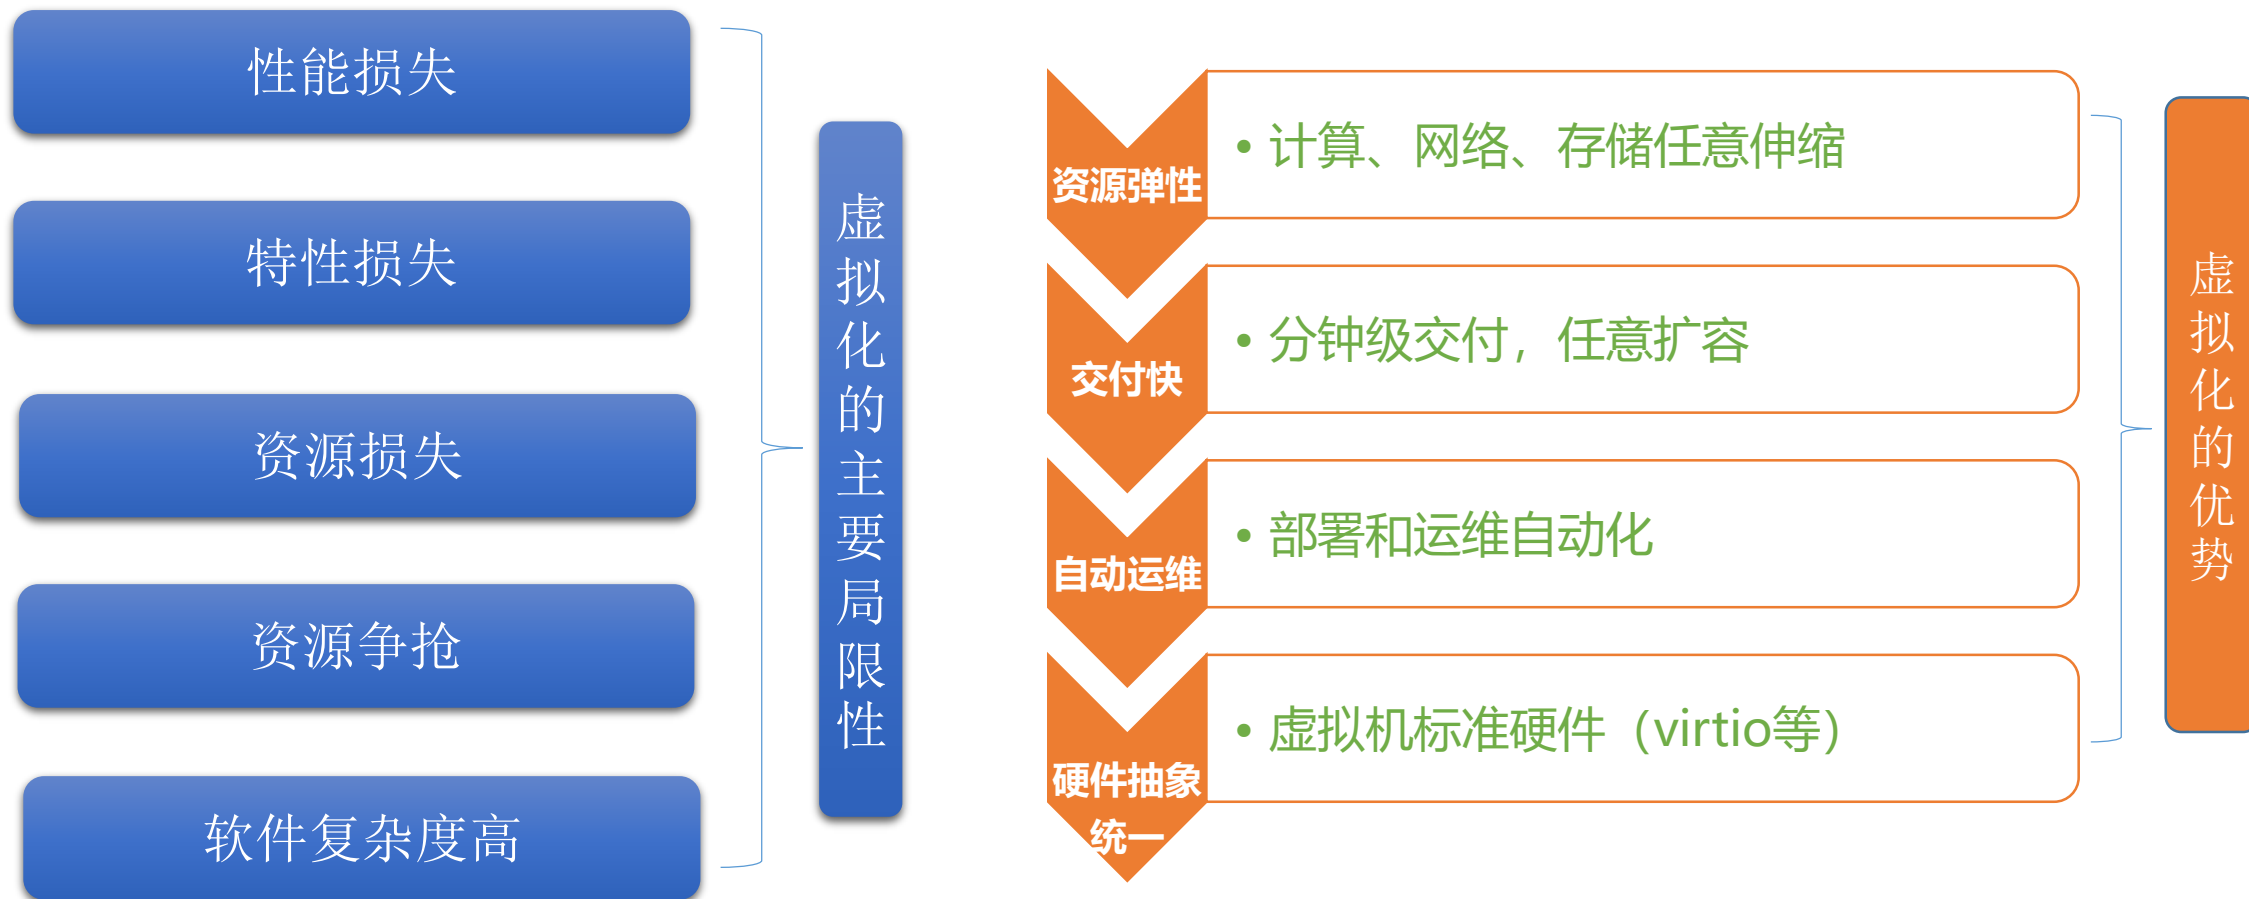 性能损失
特性损失
资源损失
资源争抢
软件复杂度高
虚拟化的主要局限性
资源弹性
• 计算、网络、存储任意伸缩
交付快
• 分钟级交付，任意扩容
自动运维
• 部署和运维自动化
硬件抽象
统一
• 虚拟机标准硬件（virtio等）
虚拟化的优势